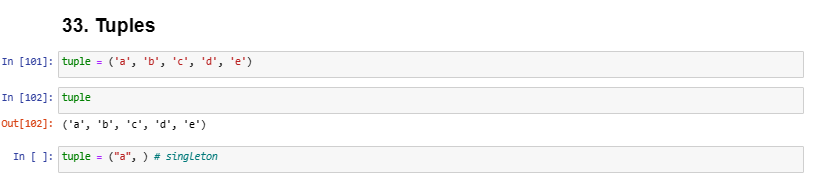 33. Tuples
In [101]: tuple = ('a', 'b', 'c', 'd', 'e')
In [102]: tuple
Out[102]: ('a', 'b', 'c', 'd', 'e')
In [ ]: tuple = ("a", ) # singleton